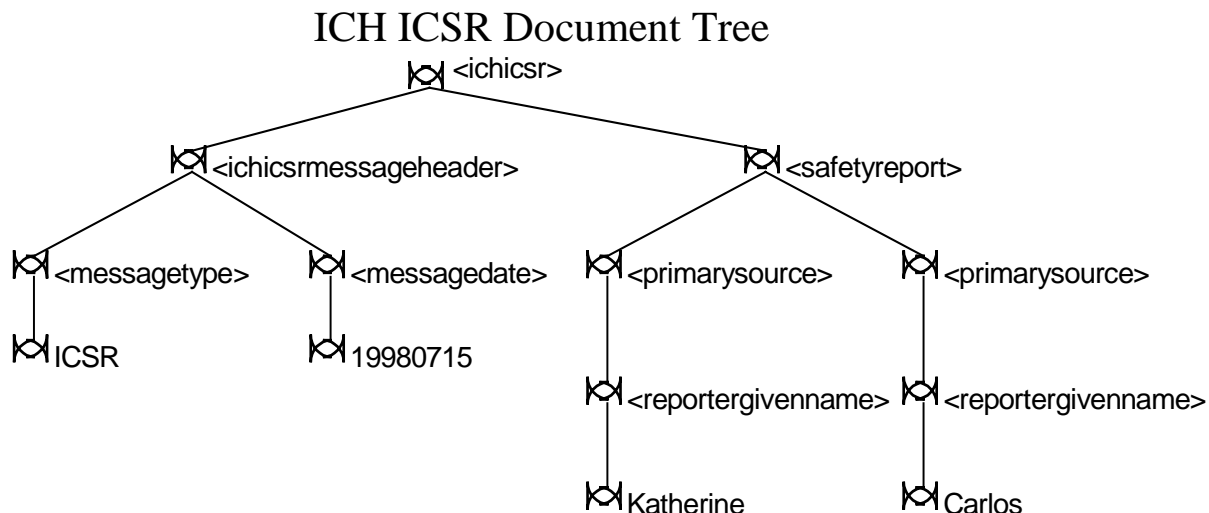 ICH ICSR Document Tree
<ichicsr>
<ichicsrmessageheader>
<safetyreport>
<messagetype>
<messagedate>
<primarysource>
<primarysource>
ICSR
19980715
<reportergivenname>
<reportergivenname>
Katherine
Carlos